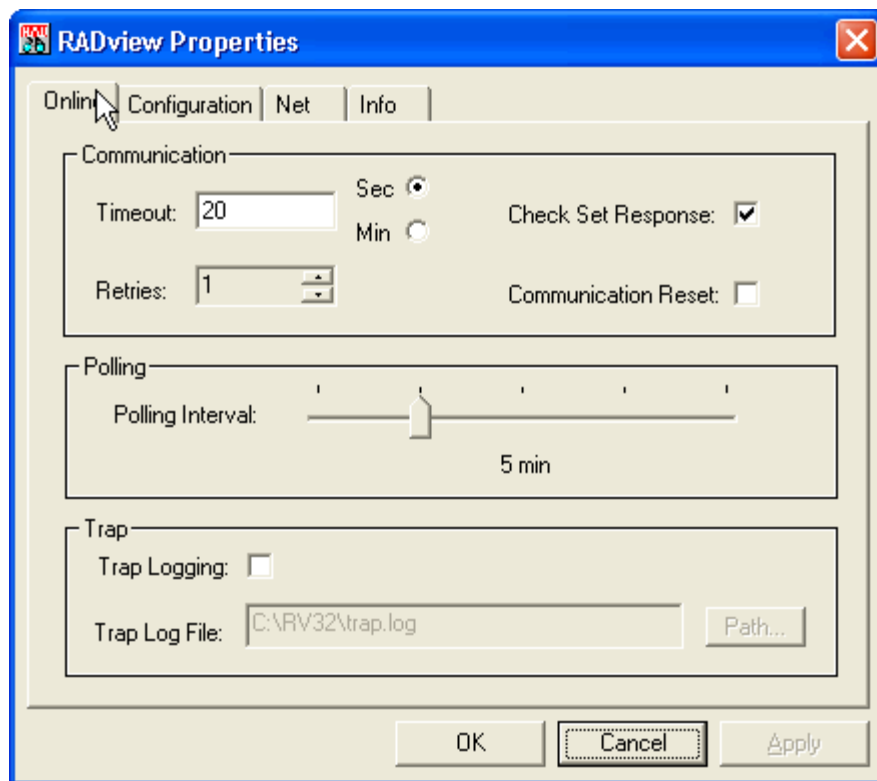 RADview Properties
Online Configuration Net Info
Communication
Timeout: 20 Sec
Min
Check Set Response:
Retries: 1
Communication Reset:
Polling
Polling Interval:
5 min
Trap
Trap Logging:
Trap Log File: C:\RV32\trap.log Path...
OK Cancel Apply